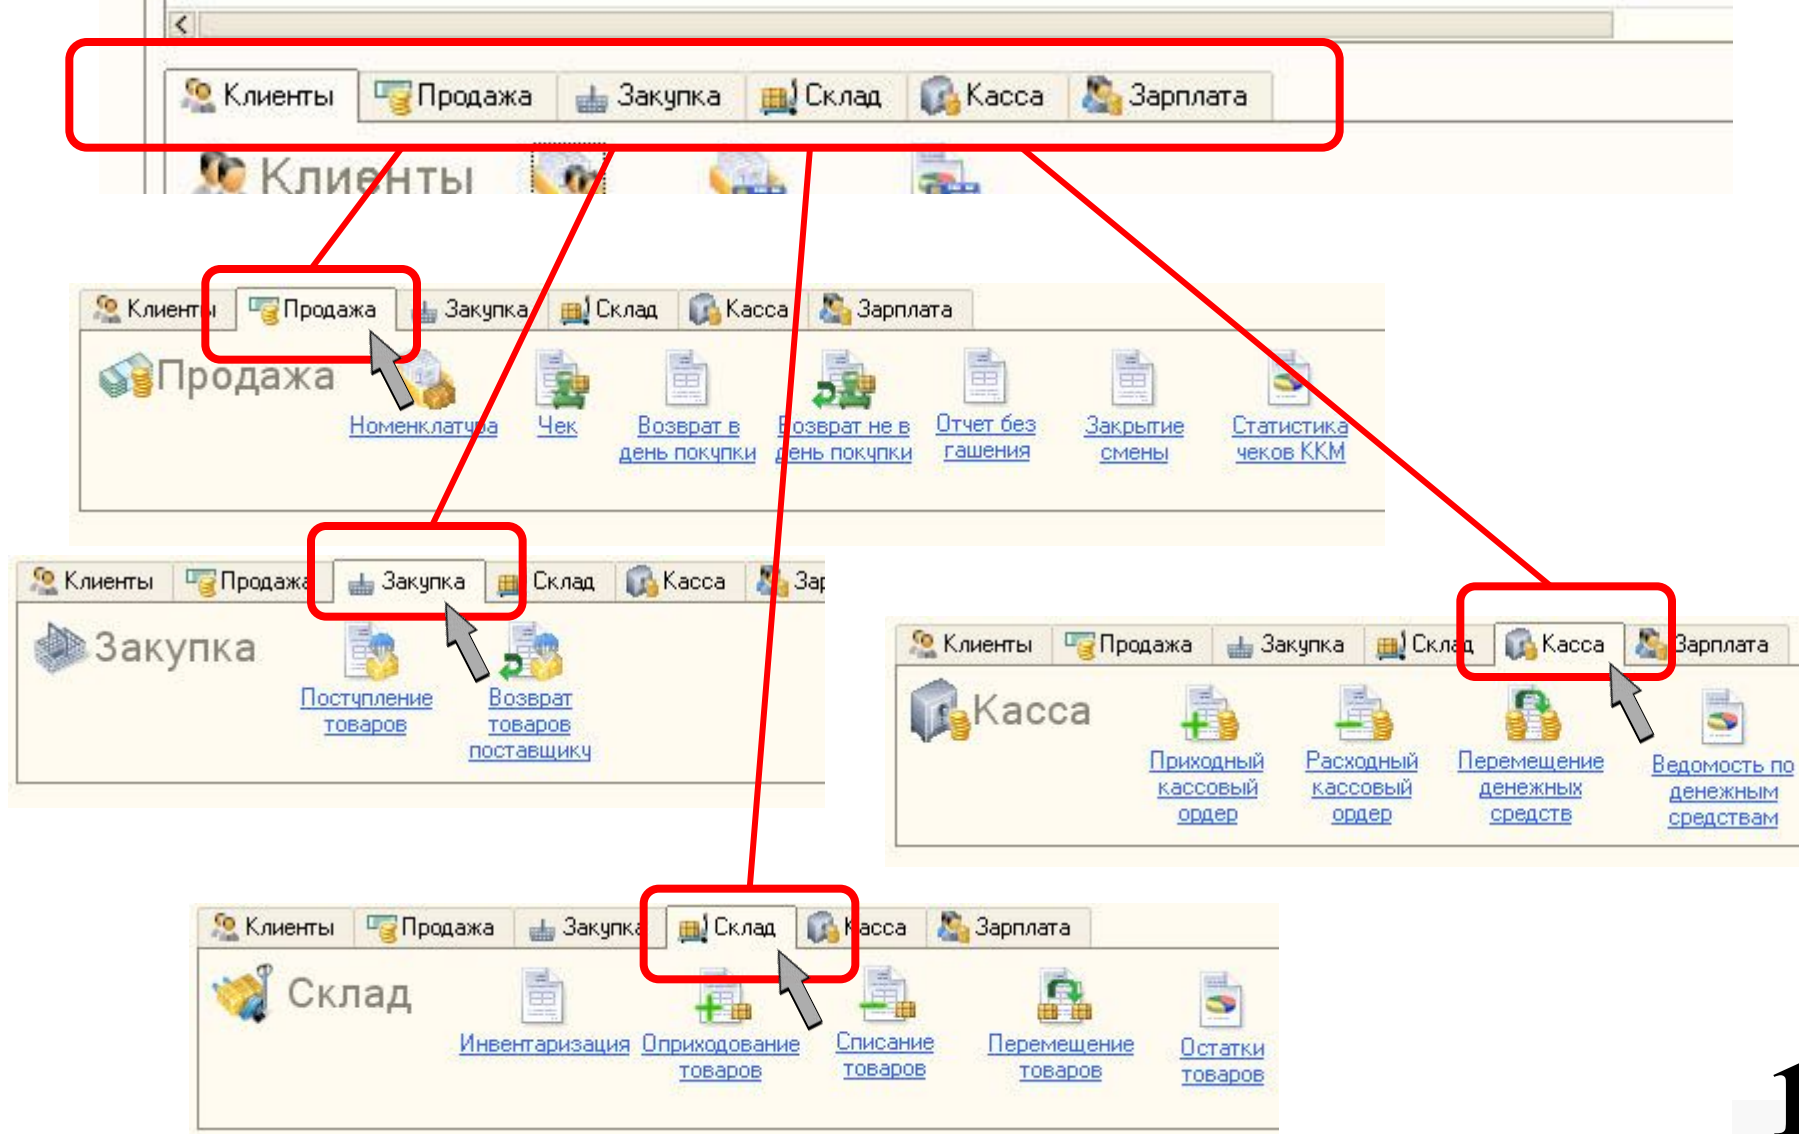 Клиенты Продажа Закупка Склад Касса Зарплата
Клиенты
Клиенты Продажа Закупка Склад Касса Зарплата
Продажа
Номенклатура Чек Возврат в день покупки Возврат не в день покупки Отчет без гашения Закрытие смены Статистика чеков ККМ
Клиенты Продажа Закупка Склад Касса Зар
Закупка
Поступление товаров Возврат товаров поставщику
Клиенты Продажа Закупка Склад Касса Зарплата
Касса
Приходный кассовый ордер Расходный кассовый ордер Перемещение денежных средств Ведомость по денежным средствам
Клиенты Продажа Закупка Склад Касса Зарплата
Склад
Инвентаризация Оприходование товаров Списание товаров Перемещение товаров Остатки товаров